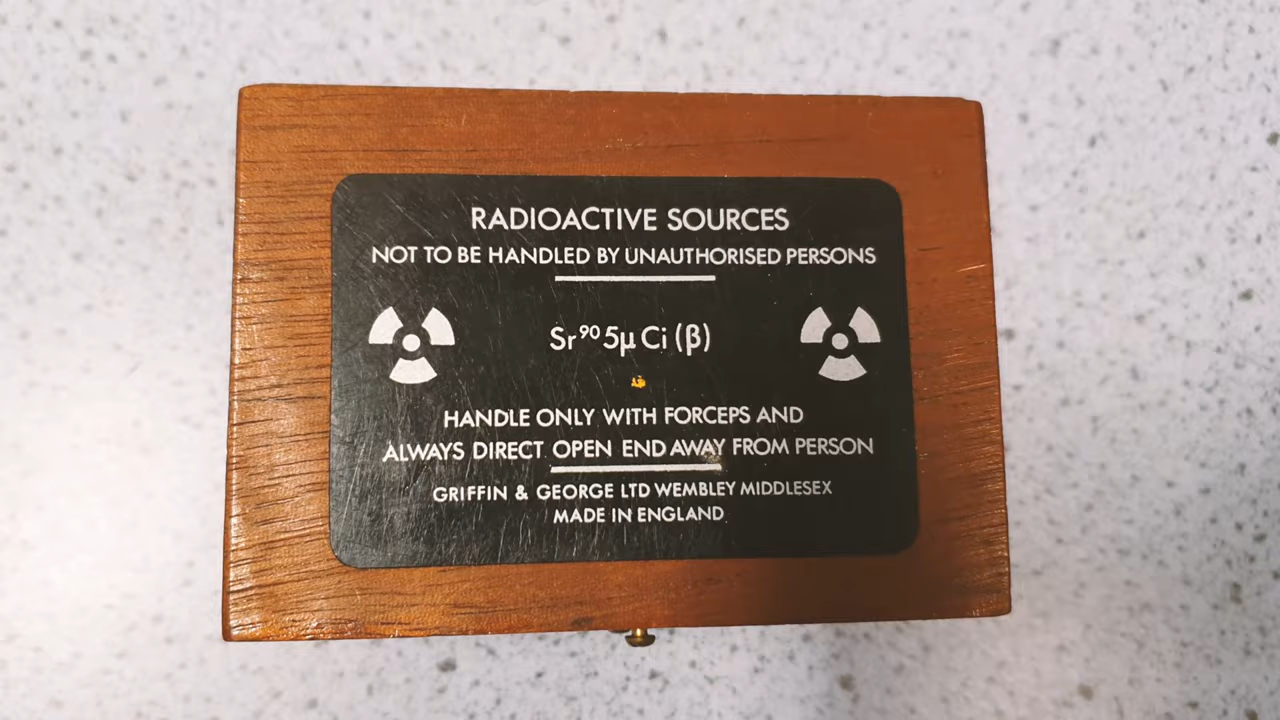 RADIOACTIVE SOURCES
NOT TO BE HANDLED BY UNAUTHORISED PERSONS
Sr⁹⁰ 5μ Ci (β)
HANDLE ONLY WITH FORCEPS AND
ALWAYS DIRECT OPEN END AWAY FROM PERSON
GRIFFIN & GEORGE LTD WEMBLEY MIDDLESEX
MADE IN ENGLAND